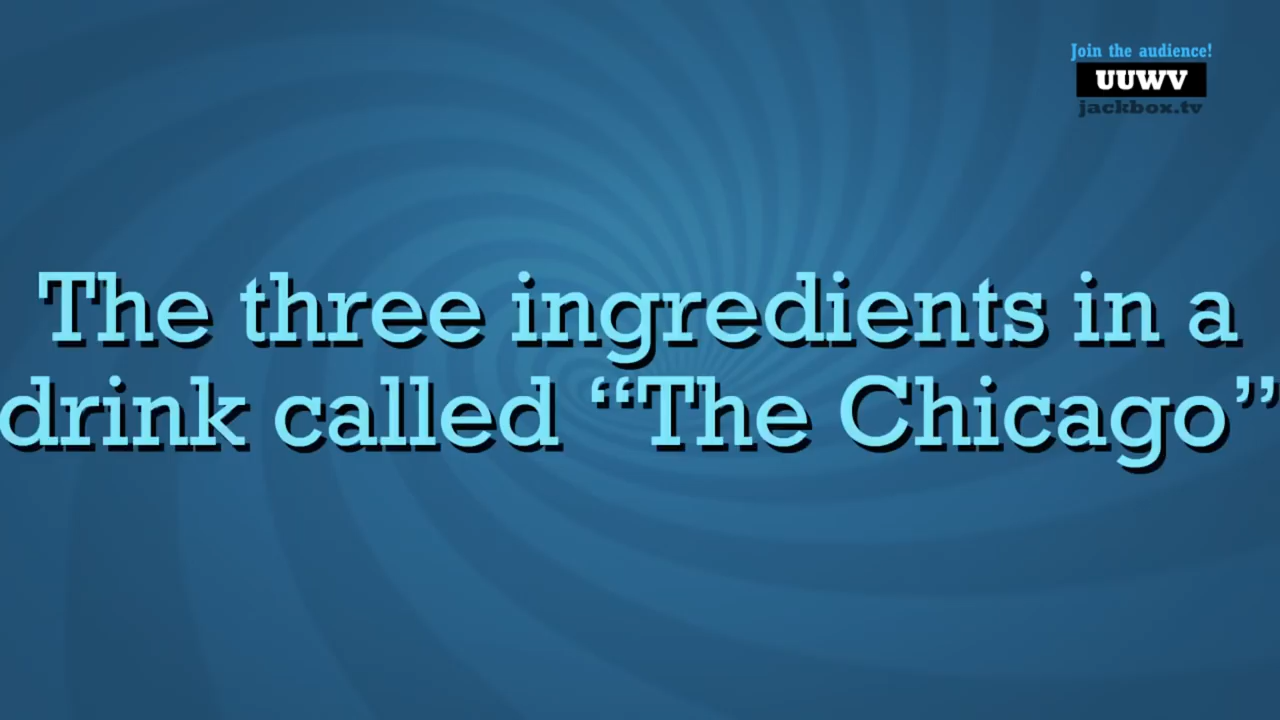 Join the audience!
UUWV
jackbox.tv
The three ingredients in a
drink called “The Chicago”